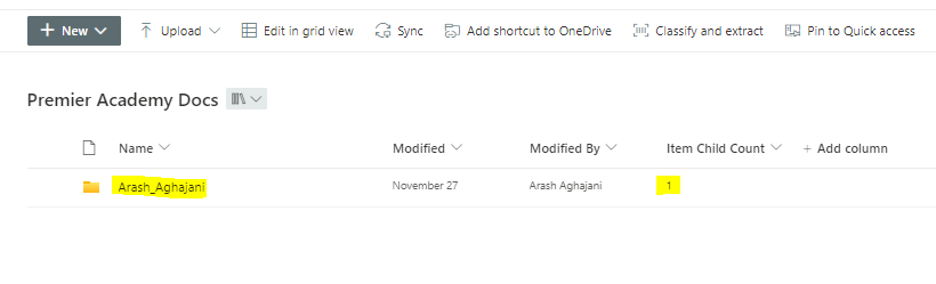 + New Upload Edit in grid view Sync Add shortcut to OneDrive Classify and extract Pin to Quick access
Premier Academy Docs
Name Modified Modified By Item Child Count + Add column
Arash_Aghajani November 27 Arash Aghajani 1